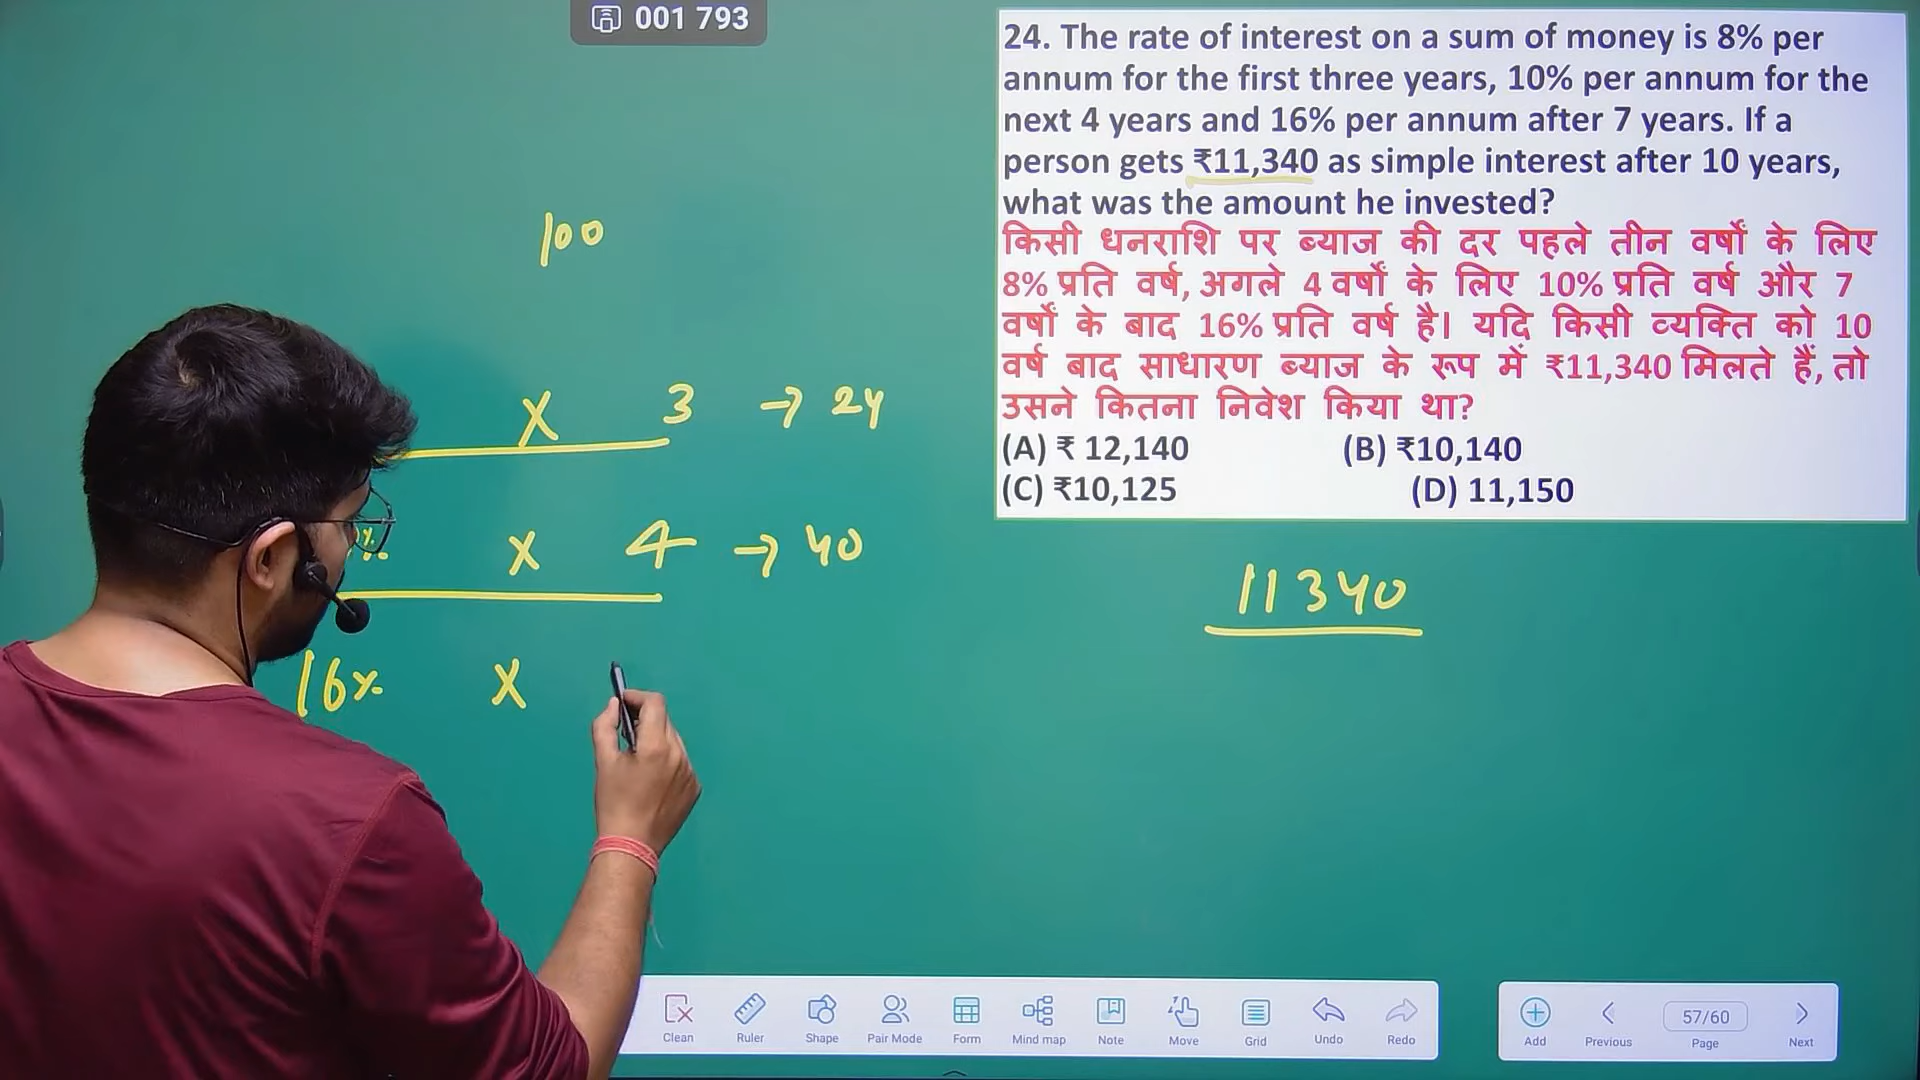 001 793
24. The rate of interest on a sum of money is 8% per
annum for the first three years, 10% per annum for the
next 4 years and 16% per annum after 7 years. If a
person gets ₹11,340 as simple interest after 10 years,
what was the amount he invested?
किसी धनराशि पर ब्याज की दर पहले तीन वर्षों के लिए
8% प्रति वर्ष, अगले 4 वर्षों के लिए 10% प्रति वर्ष और 7
वर्षों के बाद 16% प्रति वर्ष है। यदि किसी व्यक्ति को 10
वर्ष बाद साधारण ब्याज के रूप में ₹11,340 मिलते हैं, तो
उसने कितना निवेश किया था?
(A) ₹ 12,140 (B) ₹10,140
(C) ₹10,125 (D) 11,150
100
x 3 → 24
% x 4 → 40
16% x
11340
Clean Ruler Shape Pair Mode Form Mind map Note Move Grid Undo Redo
Add Previous 57/60 Page Next